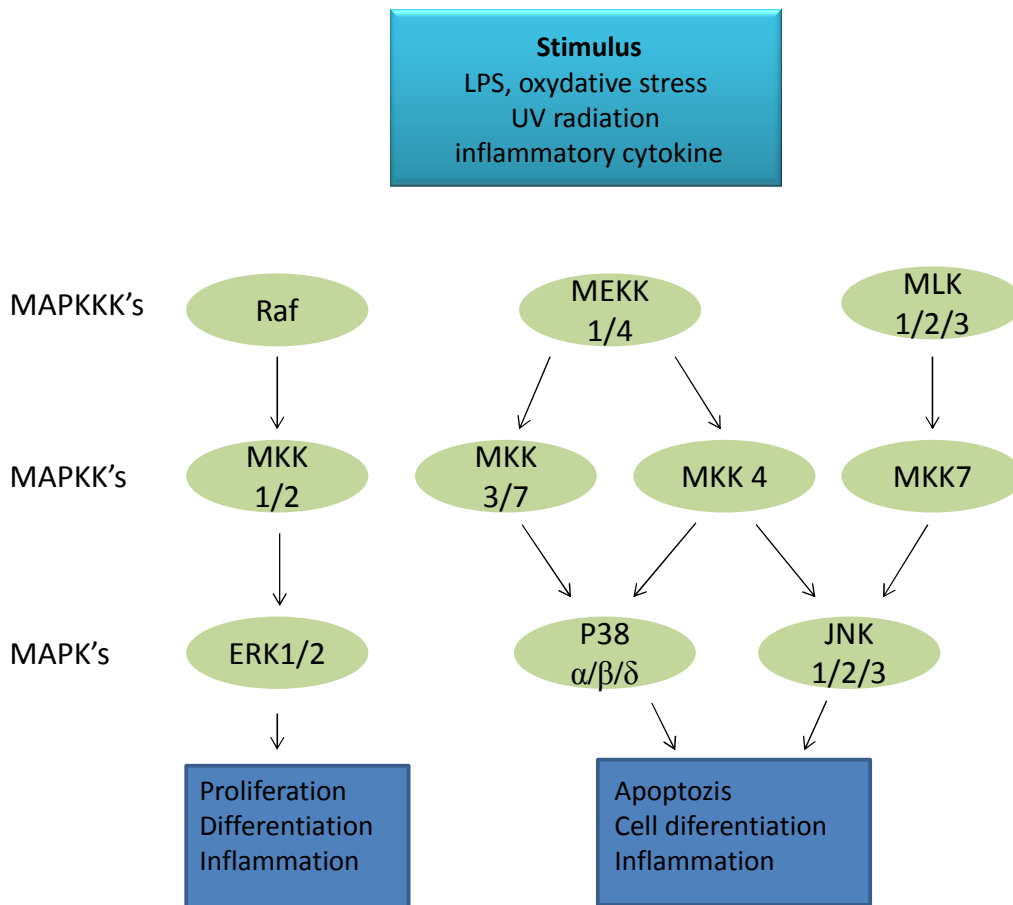 Stimulus
LPS, oxydative stress
UV radiation
inflammatory cytokine
MAPKKK's
Raf
MEKK
1/4
MLK
1/2/3
MAPKK's
MKK
1/2
MKK
3/7
MKK 4
MKK7
MAPK's
ERK1/2
P38
α/β/δ
JNK
1/2/3
Proliferation
Differentiation
Inflammation
Apoptozis
Cell diferentiation
Inflammation